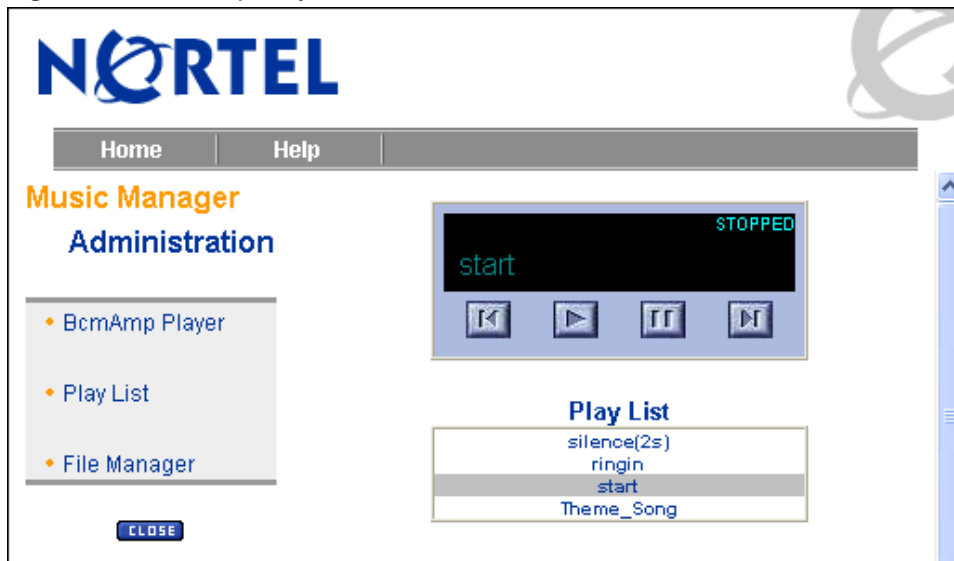 NORTEL
Home Help
Music Manager
Administration
BcmAmp Player
Play List
File Manager
CLOSE
STOPPED
start
Play List
silence(2s)
ringin
start
Theme_Song